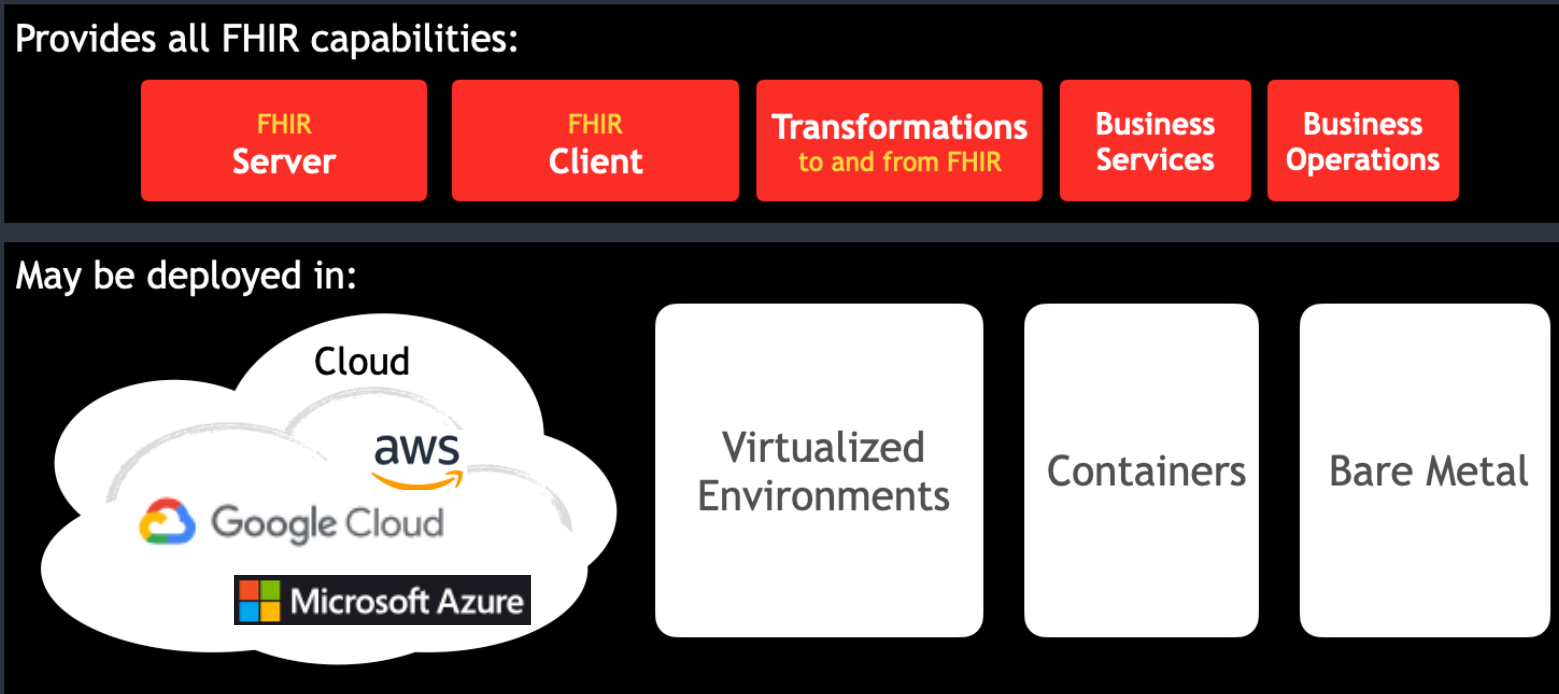 Provides all FHIR capabilities:
FHIR
Server
FHIR
Client
Transformations
to and from FHIR
Business
Services
Business
Operations
May be deployed in:
Cloud
aws
Google Cloud
Microsoft Azure
Virtualized
Environments
Containers
Bare Metal